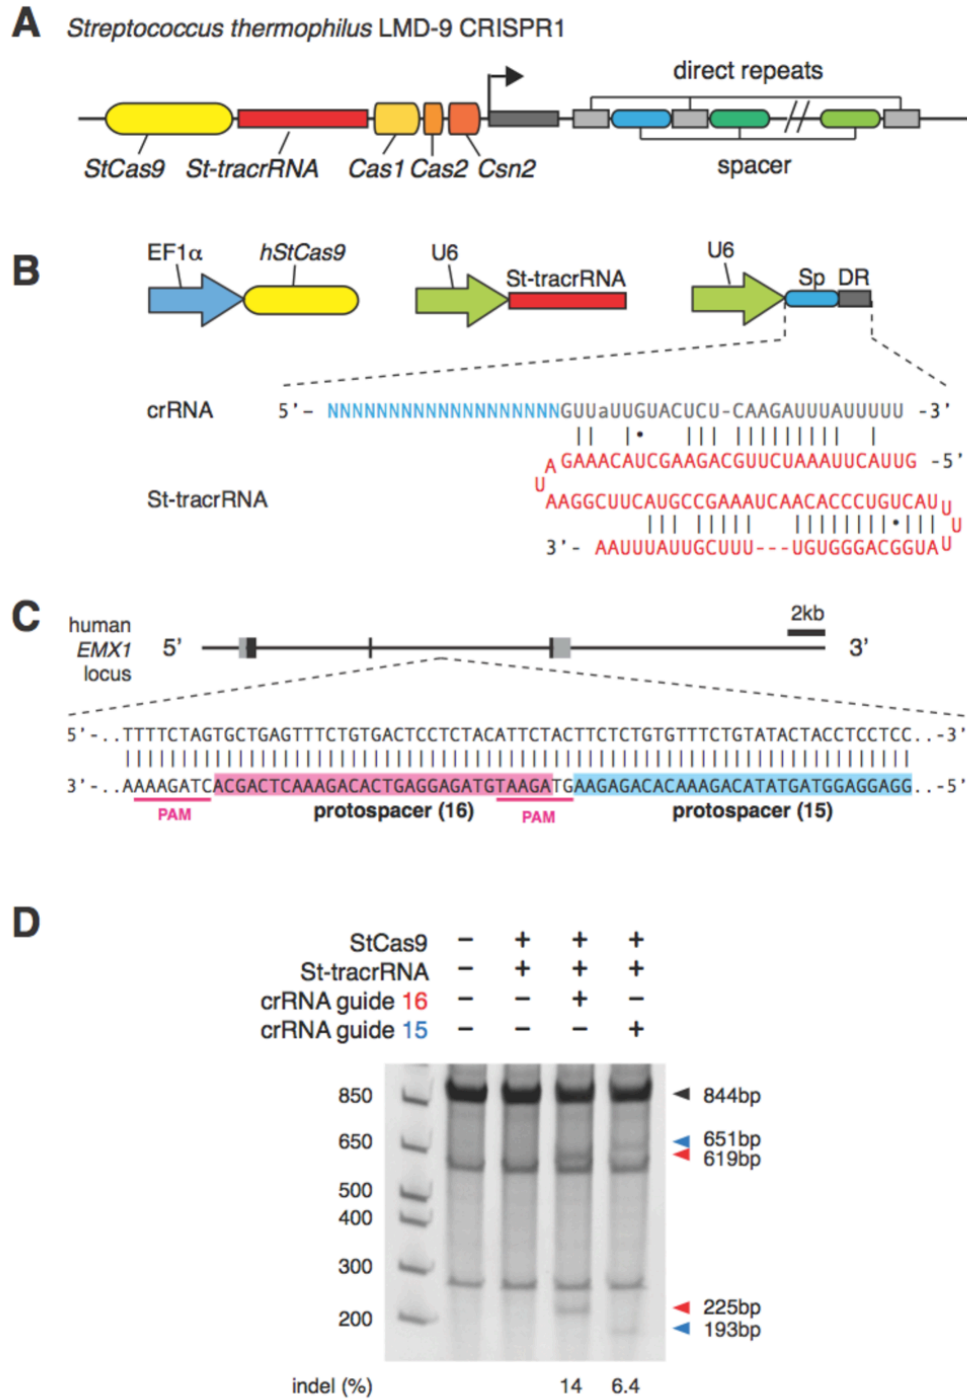 A Streptococcus thermophilus LMD-9 CRISPR1
direct repeats
StCas9 St-tracrRNA Cas1 Cas2 Csn2
spacer
B
EF1α hStCas9 U6 St-tracrRNA U6 Sp DR
crRNA 5'- NNNNNNNNNNNNNNNNNNNNGUUaUUGUACUCU-CAAGAUUUAUUUUU -3'
A GAAACAUCGAAGACGUUCUAAAUUCAUUG -5'
U
St-tracrRNA AAGGCUUCAUGCCGAAAUCAACACCCUGUCAU U
U
3'- AAUUUAUUGCUUU---UGUGGGACGGUA U
C
2kb
human
EMX1 5' 3'
locus
5'-..TTTTCTAGTGCTGAGTTTCTGTGACTCCTCTACATTCTACTTCTCTGTGTTTCTGTATACTACCTCCTCC..-3'
3'-..AAAAGATCACGACTCAAAGACACTGAGGAGATGTAAGATGAAGAGACACAAAGACATATGATGGAGGAGG..-5'
PAM protospacer (16) PAM protospacer (15)
D
StCas9 – + + +
St-tracrRNA – + + +
crRNA guide 16 – – + –
crRNA guide 15 – – – +
850 844bp
650 651bp
619bp
500
400
300
200 225bp
193bp
indel (%) 14 6.4